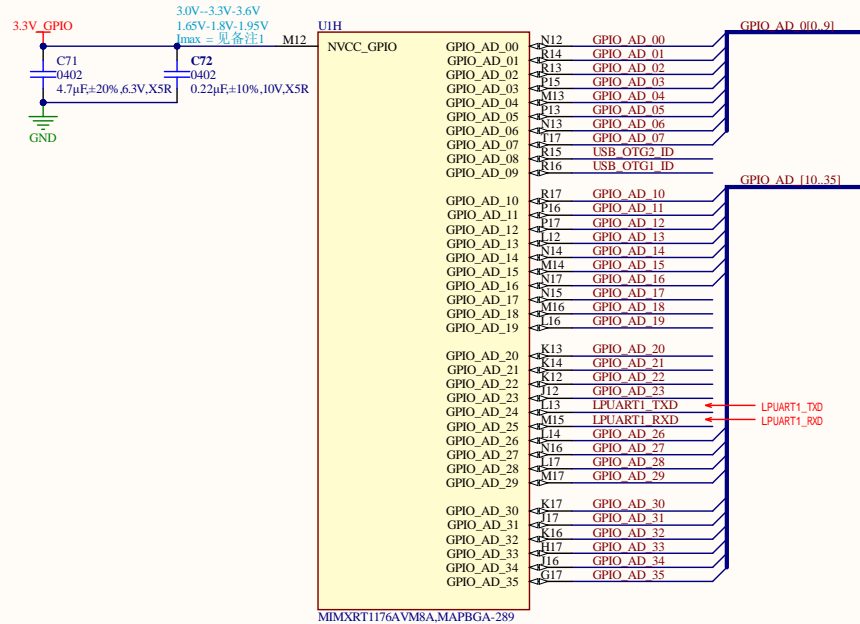 3.0V--3.3V-3.6V
1.65V-1.8V-1.95V
Imax = 见备注1
3.3V_GPIO
C71
0402
4.7µF,±20%,6.3V,X5R
C72
0402
0.22µF,±10%,10V,X5R
GND
M12
U1H
NVCC_GPIO
GPIO_AD_0[0..9]
GPIO_AD_00 N12 GPIO_AD_00
GPIO_AD_01 R14 GPIO_AD_01
GPIO_AD_02 R13 GPIO_AD_02
GPIO_AD_03 P15 GPIO_AD_03
GPIO_AD_04 M13 GPIO_AD_04
GPIO_AD_05 P13 GPIO_AD_05
GPIO_AD_06 N13 GPIO_AD_06
GPIO_AD_07 T17 GPIO_AD_07
GPIO_AD_08 R15 USB_OTG2_ID
GPIO_AD_09 R16 USB_OTG1_ID
GPIO_AD_[10..35]
GPIO_AD_10 R17 GPIO_AD_10
GPIO_AD_11 P16 GPIO_AD_11
GPIO_AD_12 P17 GPIO_AD_12
GPIO_AD_13 L12 GPIO_AD_13
GPIO_AD_14 N14 GPIO_AD_14
GPIO_AD_15 M14 GPIO_AD_15
GPIO_AD_16 N17 GPIO_AD_16
GPIO_AD_17 N15 GPIO_AD_17
GPIO_AD_18 M16 GPIO_AD_18
GPIO_AD_19 L16 GPIO_AD_19
GPIO_AD_20 K13 GPIO_AD_20
GPIO_AD_21 K14 GPIO_AD_21
GPIO_AD_22 K12 GPIO_AD_22
GPIO_AD_23 J12 GPIO_AD_23
GPIO_AD_24 L13 LPUART1_TXD LPUART1_TXD
GPIO_AD_25 M15 LPUART1_RXD LPUART1_RXD
GPIO_AD_26 L14 GPIO_AD_26
GPIO_AD_27 N16 GPIO_AD_27
GPIO_AD_28 L17 GPIO_AD_28
GPIO_AD_29 M17 GPIO_AD_29
GPIO_AD_30 K17 GPIO_AD_30
GPIO_AD_31 J17 GPIO_AD_31
GPIO_AD_32 K16 GPIO_AD_32
GPIO_AD_33 H17 GPIO_AD_33
GPIO_AD_34 J16 GPIO_AD_34
GPIO_AD_35 G17 GPIO_AD_35
MIMXRT1176AVM8A,MAPBGA-289